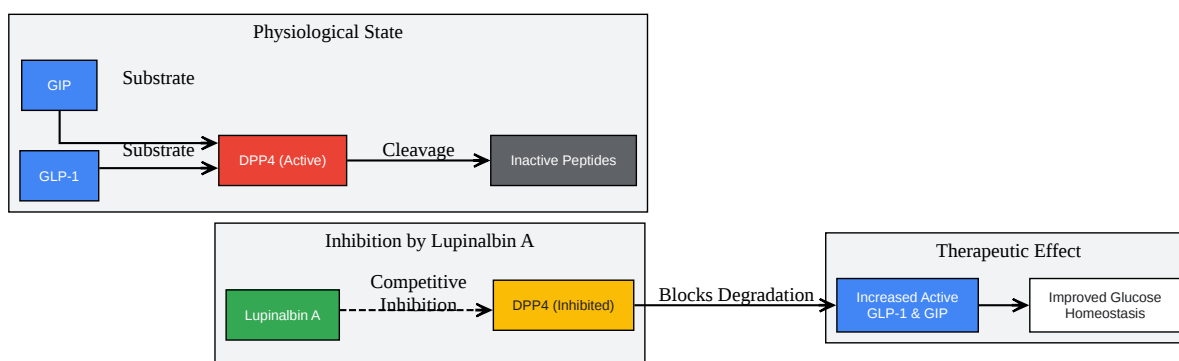 Physiological State
GIP
Substrate
Substrate
GLP-1
DPP4 (Active)
Cleavage
Inactive Peptides
Inhibition by Lupinalbin A
Lupinalbin A
Competitive
Inhibition
DPP4 (Inhibited)
Blocks Degradation
Therapeutic Effect
Increased Active
GLP-1 & GIP
Improved Glucose
Homeostasis